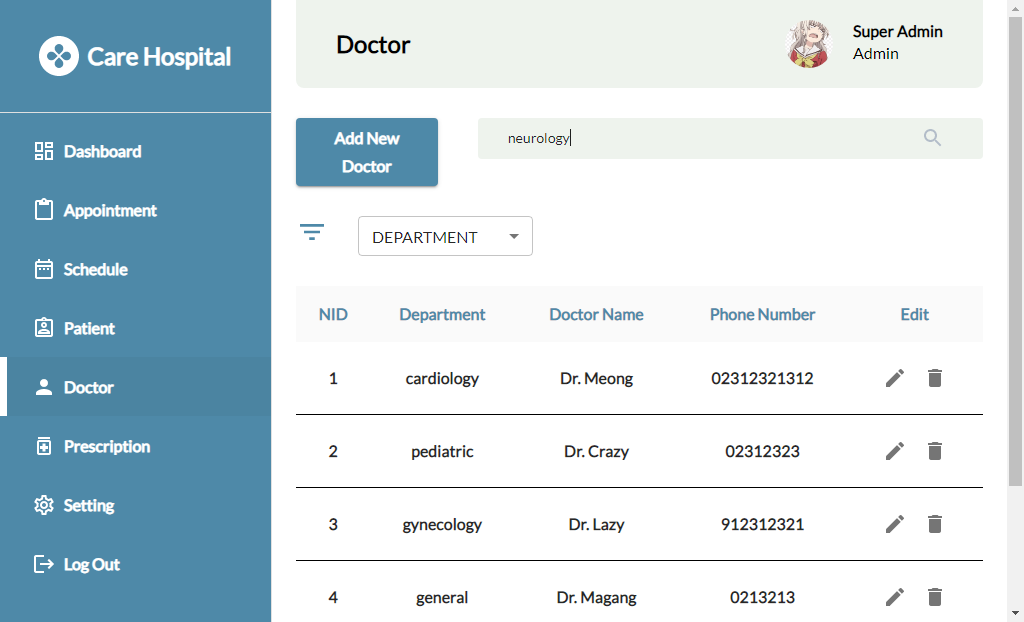 Care Hospital
Dashboard
Appointment
Schedule
Patient
Doctor
Prescription
Setting
Log Out
Doctor
Super Admin
Admin
Add New
Doctor
neurology
DEPARTMENT
NID Department Doctor Name Phone Number Edit
1 cardiology Dr. Meong 02312321312
2 pediatric Dr. Crazy 02312323
3 gynecology Dr. Lazy 912312321
4 general Dr. Magang 0213213